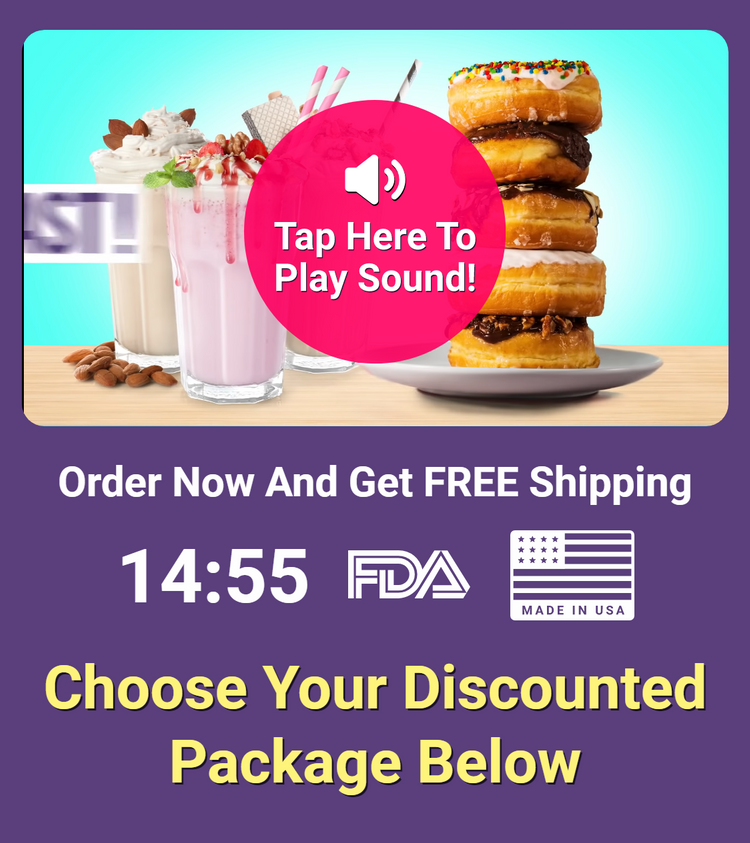 ST!
Tap Here To
Play Sound!
Order Now And Get FREE Shipping
14:55
FDA
MADE IN USA
Choose Your Discounted
Package Below